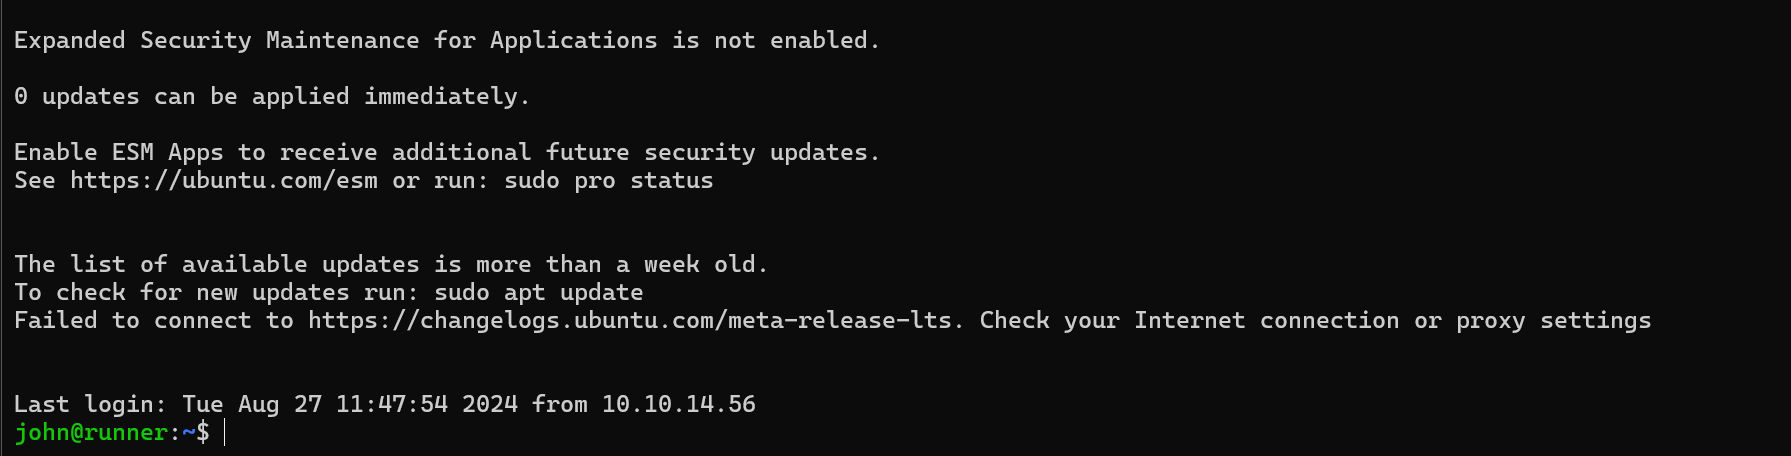 Expanded Security Maintenance for Applications is not enabled.
0 updates can be applied immediately.
Enable ESM Apps to receive additional future security updates.
See https://ubuntu.com/esm or run: sudo pro status
The list of available updates is more than a week old.
To check for new updates run: sudo apt update
Failed to connect to https://changelogs.ubuntu.com/meta-release-lts. Check your Internet connection or proxy settings
Last login: Tue Aug 27 11:47:54 2024 from 10.10.14.56
john@runner:~$